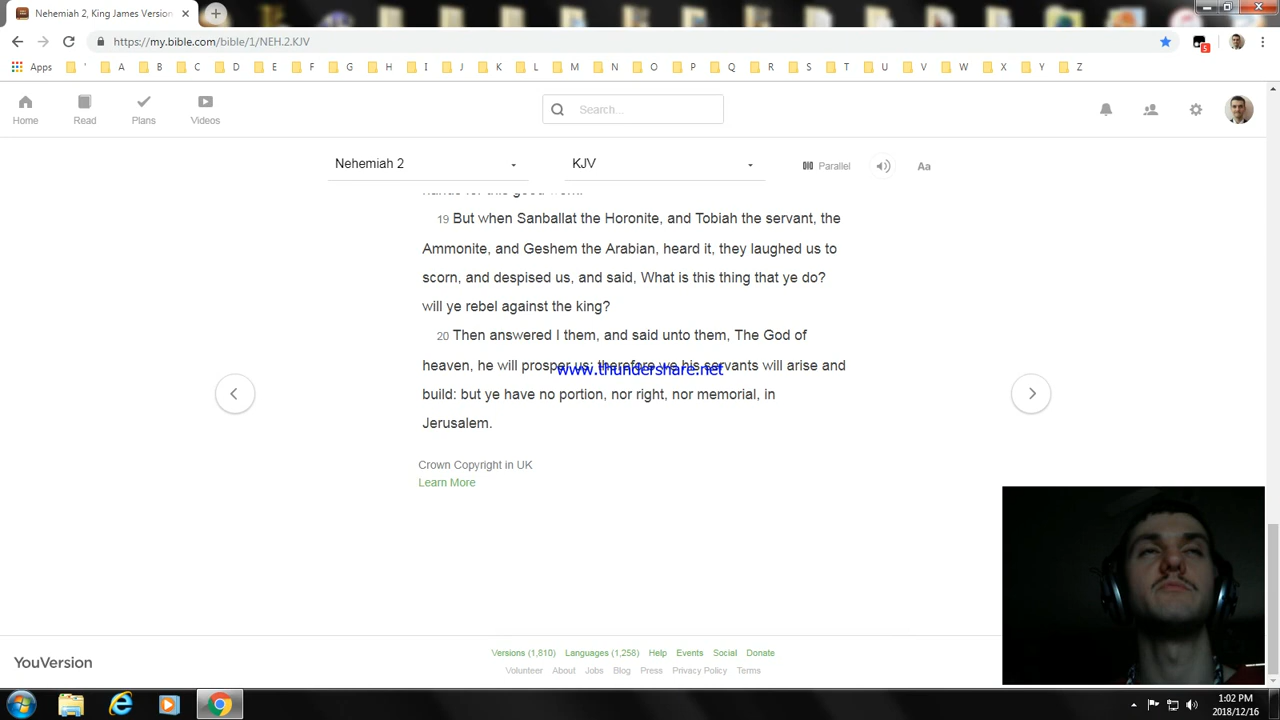 Nehemiah 2, King James Version
https://my.bible.com/bible/1/NEH.2.KJV
5
Apps ' A B C D E F G H I J K L M N O P Q R S T U V W X Y Z
Home Read Plans Videos
Search...
Nehemiah 2 KJV Parallel Aa
hands for this good work.
19 But when Sanballat the Horonite, and Tobiah the servant, the
Ammonite, and Geshem the Arabian, heard it, they laughed us to
scorn, and despised us, and said, What is this thing that ye do?
will ye rebel against the king?
20 Then answered I them, and said unto them, The God of
heaven, he will prosper us; therefore we his servants will arise and
www.thundershare.net
build: but ye have no portion, nor right, nor memorial, in
Jerusalem.
Crown Copyright in UK
Learn More
YouVersion
Versions (1,810) Languages (1,258) Help Events Social Donate
Volunteer About Jobs Blog Press Privacy Policy Terms
1:02 PM
2018/12/16